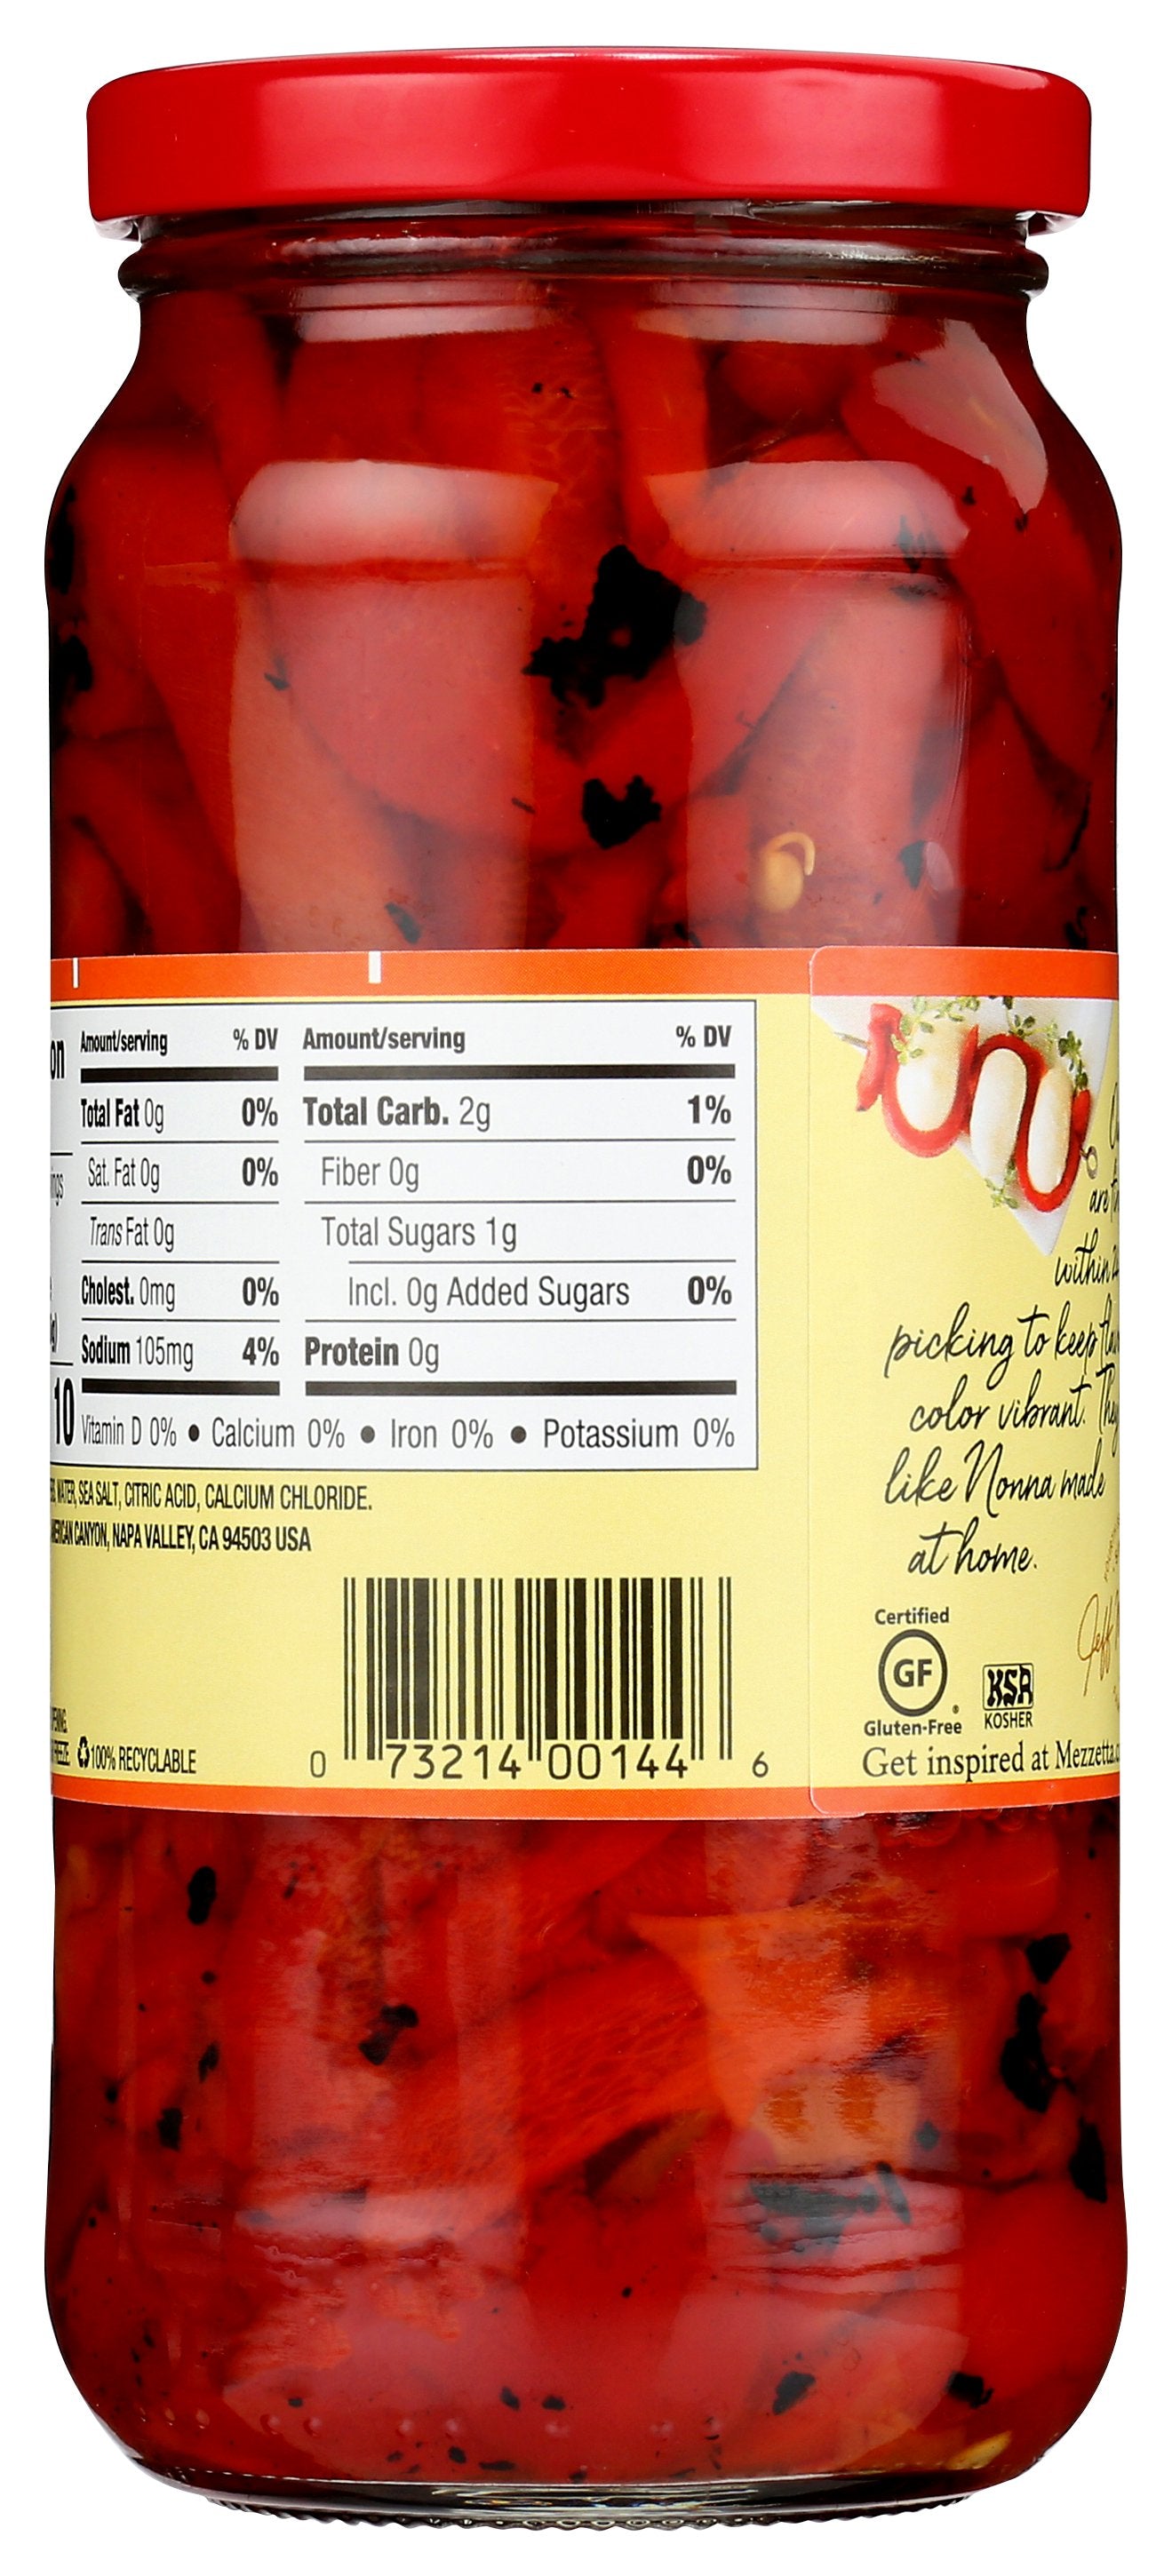 Amount/serving % DV Amount/serving % DV
Total Fat 0g 0% Total Carb. 2g 1%
Sat. Fat 0g 0% Fiber 0g 0%
Trans Fat 0g Total Sugars 1g
Cholest. 0mg 0% Incl. 0g Added Sugars 0%
Sodium 105mg 4% Protein 0g
10 Vitamin D 0% • Calcium 0% • Iron 0% • Potassium 0%
WATER, SEA SALT, CITRIC ACID, CALCIUM CHLORIDE.
CANYON, NAPA VALLEY, CA 94503 USA
100% RECYCLABLE
0 73214 00144 6
are
within
picking to keep
color vibrant. They
like Nonna made
at home.
Certified
GF
Gluten-Free
KSA
KOSHER
Jeff
Get inspired at Mezzetta.